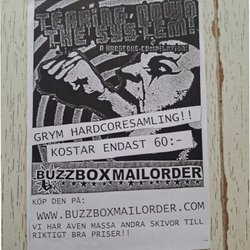 TEARING DOWN
THE SYSTEM!
A HARDCORE COMPILATION!
GRYM HARDCORESAMLING!!
KOSTAR ENDAST 60:-
BUZZBOXMAILORDER
KÖP DEN PÅ:
WWW.BUZZBOXMAILORDER.COM
VI HAR ÄVEN MASSA ANDRA SKIVOR TILL
RIKTIGT BRA PRISER!!